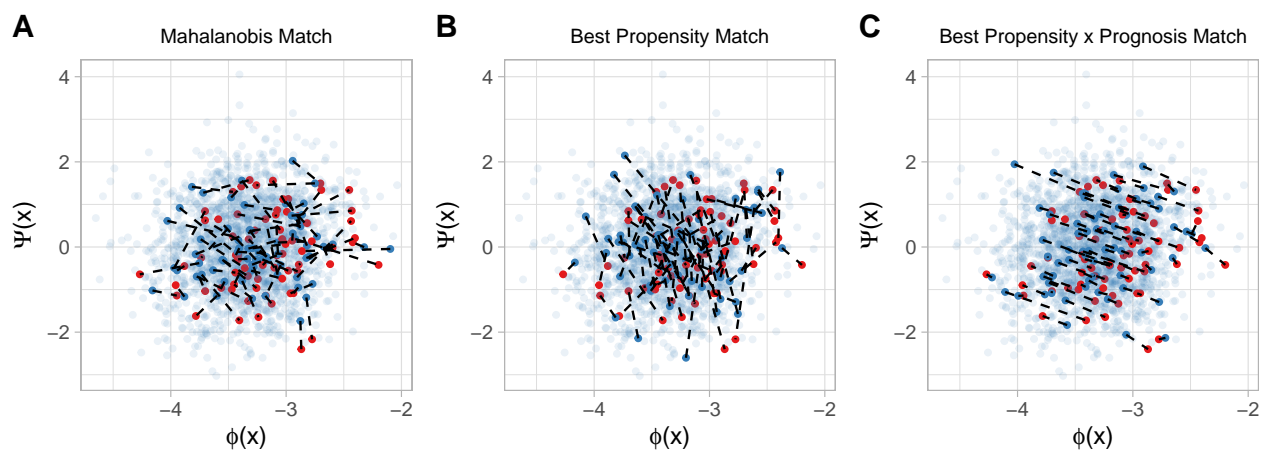 A
Mahalanobis Match
4
2
0
−2
−4
−3
−2
Ψ(x)
ϕ(x)
B
Best Propensity Match
4
2
0
−2
−4
−3
−2
Ψ(x)
ϕ(x)
C
Best Propensity x Prognosis Match
4
2
0
−2
−4
−3
−2
Ψ(x)
ϕ(x)